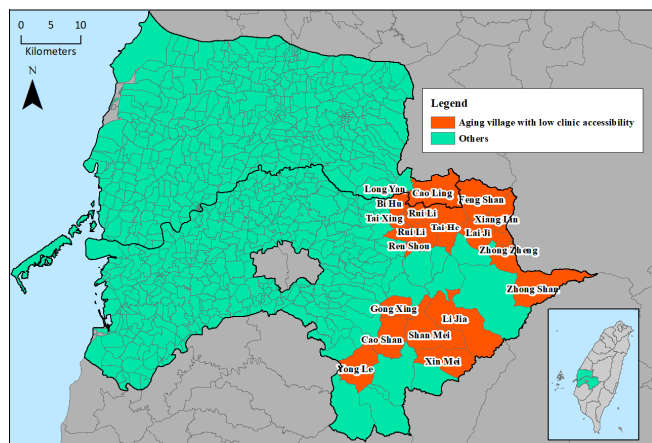 0 5 10
Kilometers
N
Legend
Aging village with low clinic accessibility
Others
Long Yan
Cao Ling
Feng Shan
Bi Hu
Rui Li
Tai Xing
Xiang Lin
Tai He
Rui Li
Lai Ji
Ren Shou
Zhong Zheng
Zhong Shan
Gong Xing
Li Jia
Shan Mei
Cao Shan
Xin Mei
Yong Le